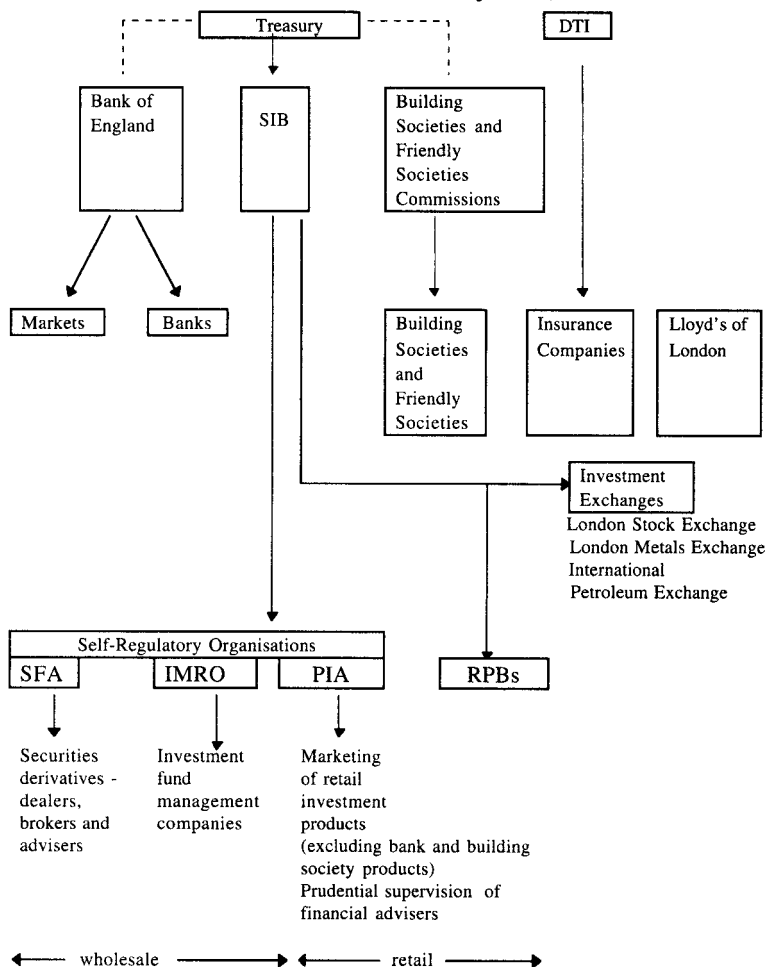 Treasury
DTI
Bank of
England
SIB
Building
Societies and
Friendly
Societies
Commissions
Markets
Banks
Building
Societies
and
Friendly
Societies
Insurance
Companies
Lloyd's of
London
Investment
Exchanges
London Stock Exchange
London Metals Exchange
International
Petroleum Exchange
Self-Regulatory Organisations
SFA
IMRO
PIA
RPBs
Securities
derivatives -
dealers,
brokers and
advisers
Investment
fund
management
companies
Marketing
of retail
investment
products
(excluding bank and building
society products)
Prudential supervision of
financial advisers
wholesale
retail